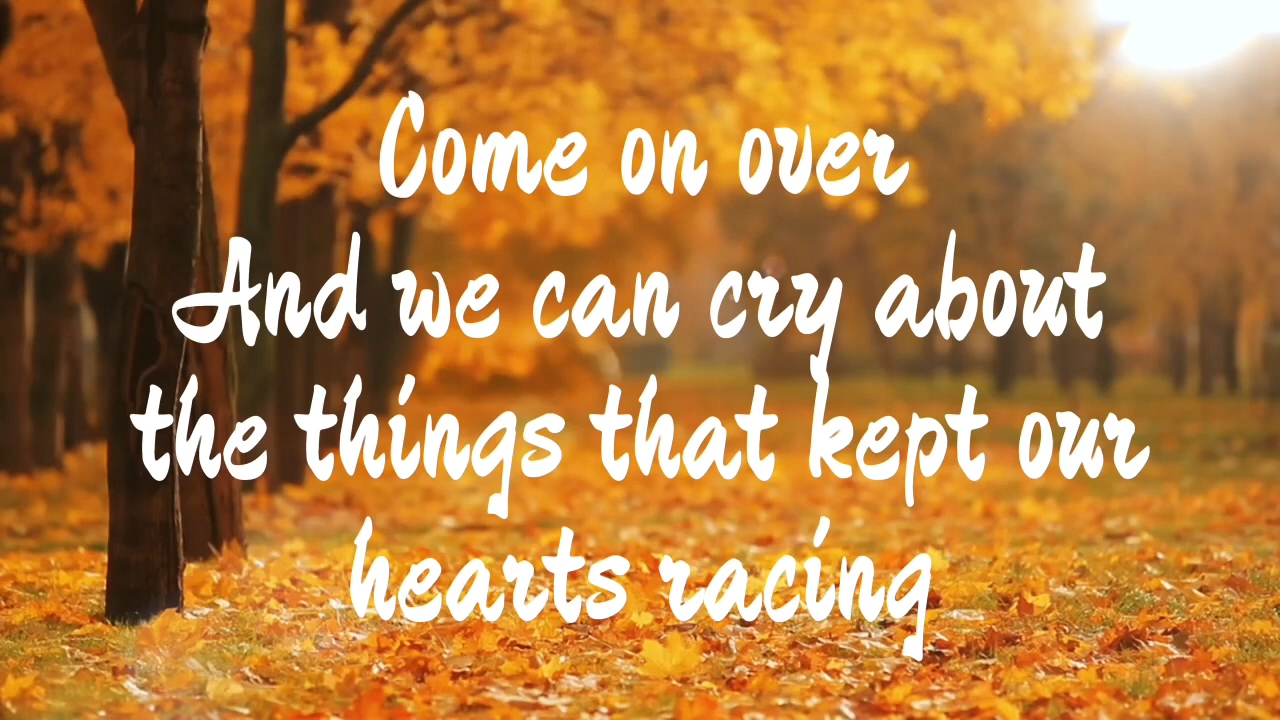 Come on over
And we can cry about
the things that kept our
hearts racing